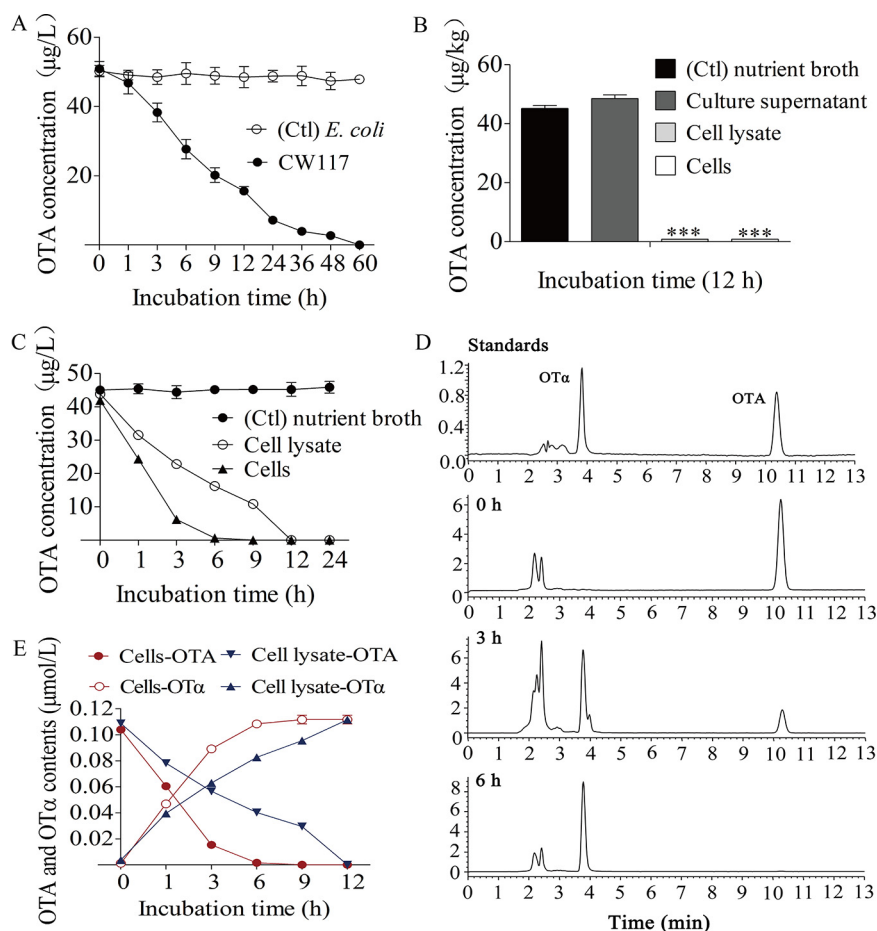 A
OTA concentration (μg/L)
60
40
20
(Ctl) E. coli
CW117
0 1 3 6 9 12 24 36 48 60
Incubation time (h)
B
OTA concentration (μg/kg)
60
40
20
0
(Ctl) nutrient broth
Culture supernatant
Cell lysate
Cells
*** ***
Incubation time (12 h)
C
OTA concentration (μg/L)
50
40
30
20
10
(Ctl) nutrient broth
Cell lysate
Cells
0 1 3 6 9 12 24
Incubation time (h)
D
Standards
OTα
OTA
1.2
0.8
0.4
0.0
0 1 2 3 4 5 6 7 8 9 10 11 12 13
0 h
6
4
2
0
0 1 2 3 4 5 6 7 8 9 10 11 12 13
3 h
6
4
2
0
0 1 2 3 4 5 6 7 8 9 10 11 12 13
6 h
8
6
4
2
0
0 1 2 3 4 5 6 7 8 9 10 11 12 13
Time (min)
E
Cells-OTA
Cell lysate-OTA
Cells-OTα
Cell lysate-OTα
OTA and OTα contents (μmol/L)
0.12
0.10
0.08
0.06
0.04
0.02
0 1 3 6 9 12
Incubation time (h)